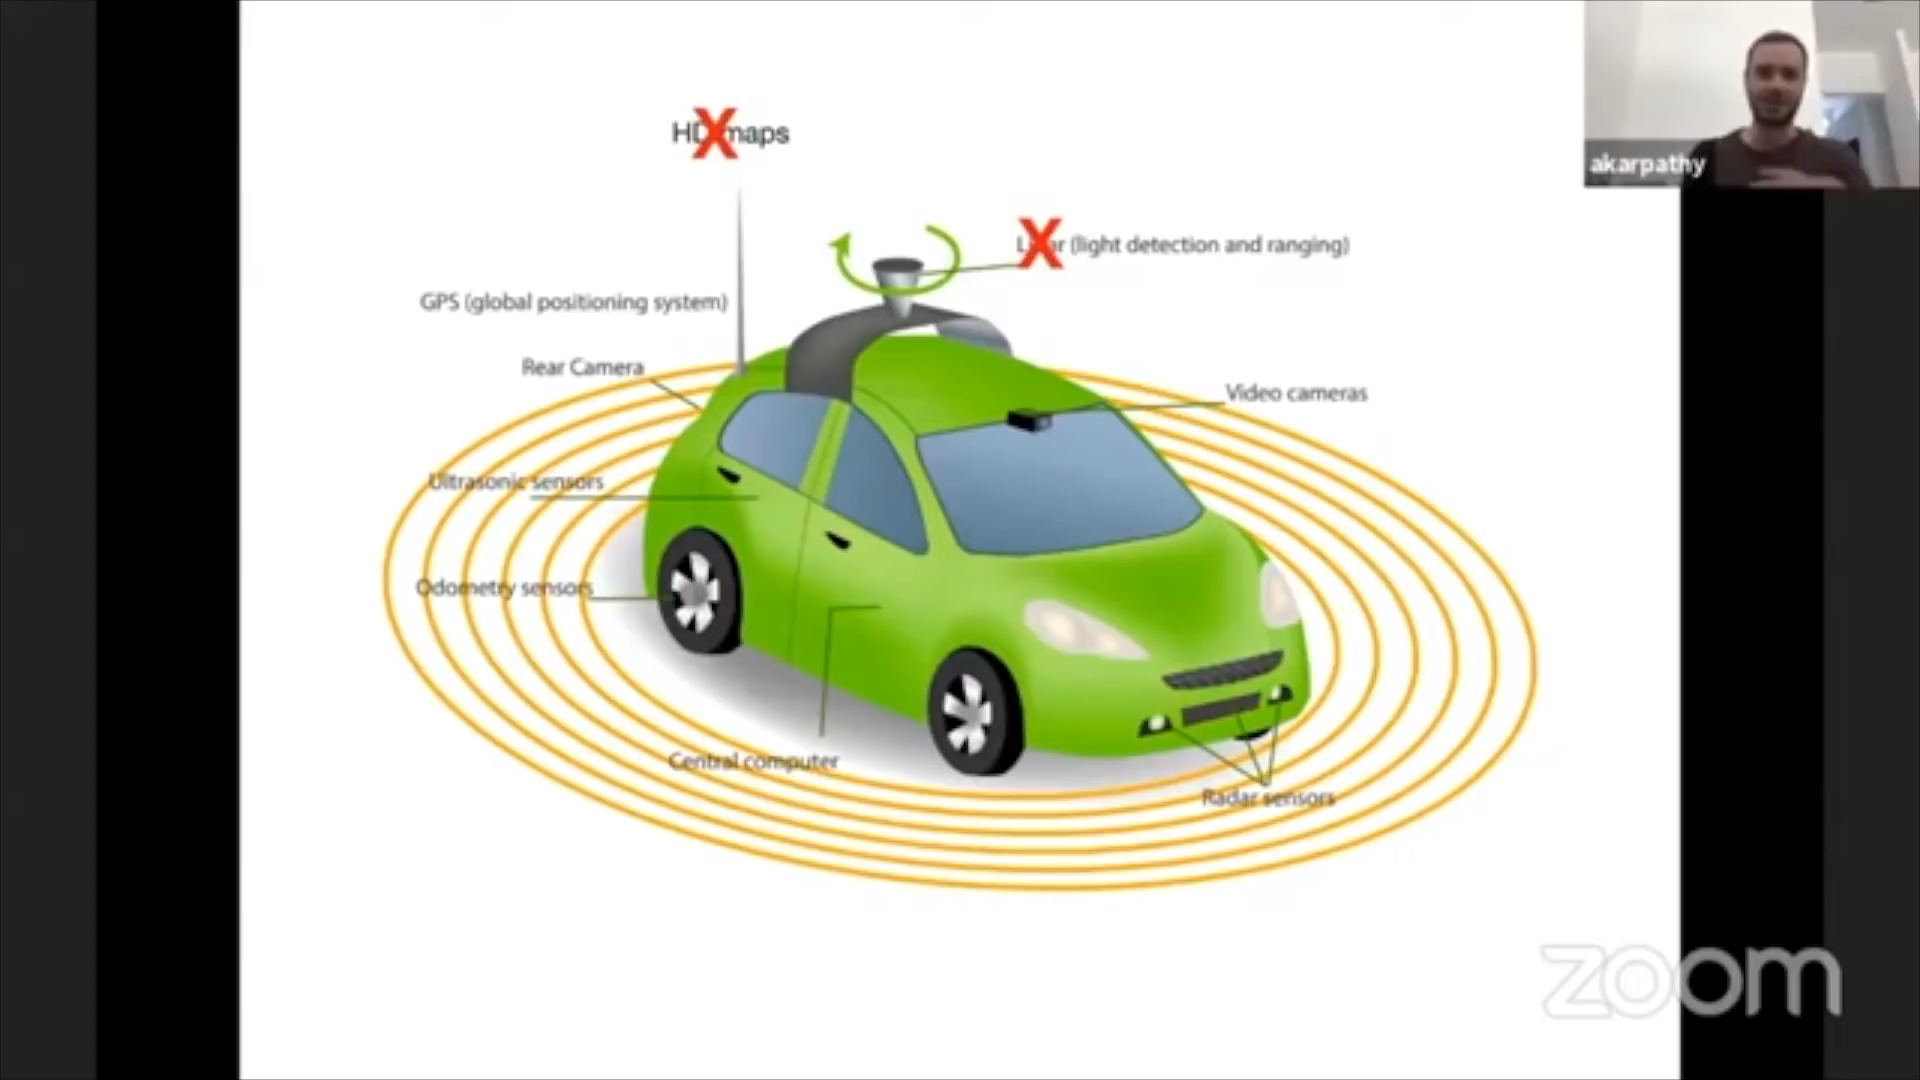 HD maps
akarpathy
Lidar (light detection and ranging)
GPS (global positioning system)
Rear Camera
Video cameras
Ultrasonic sensors
Odometry sensors
Central computer
Radar sensors
zoom